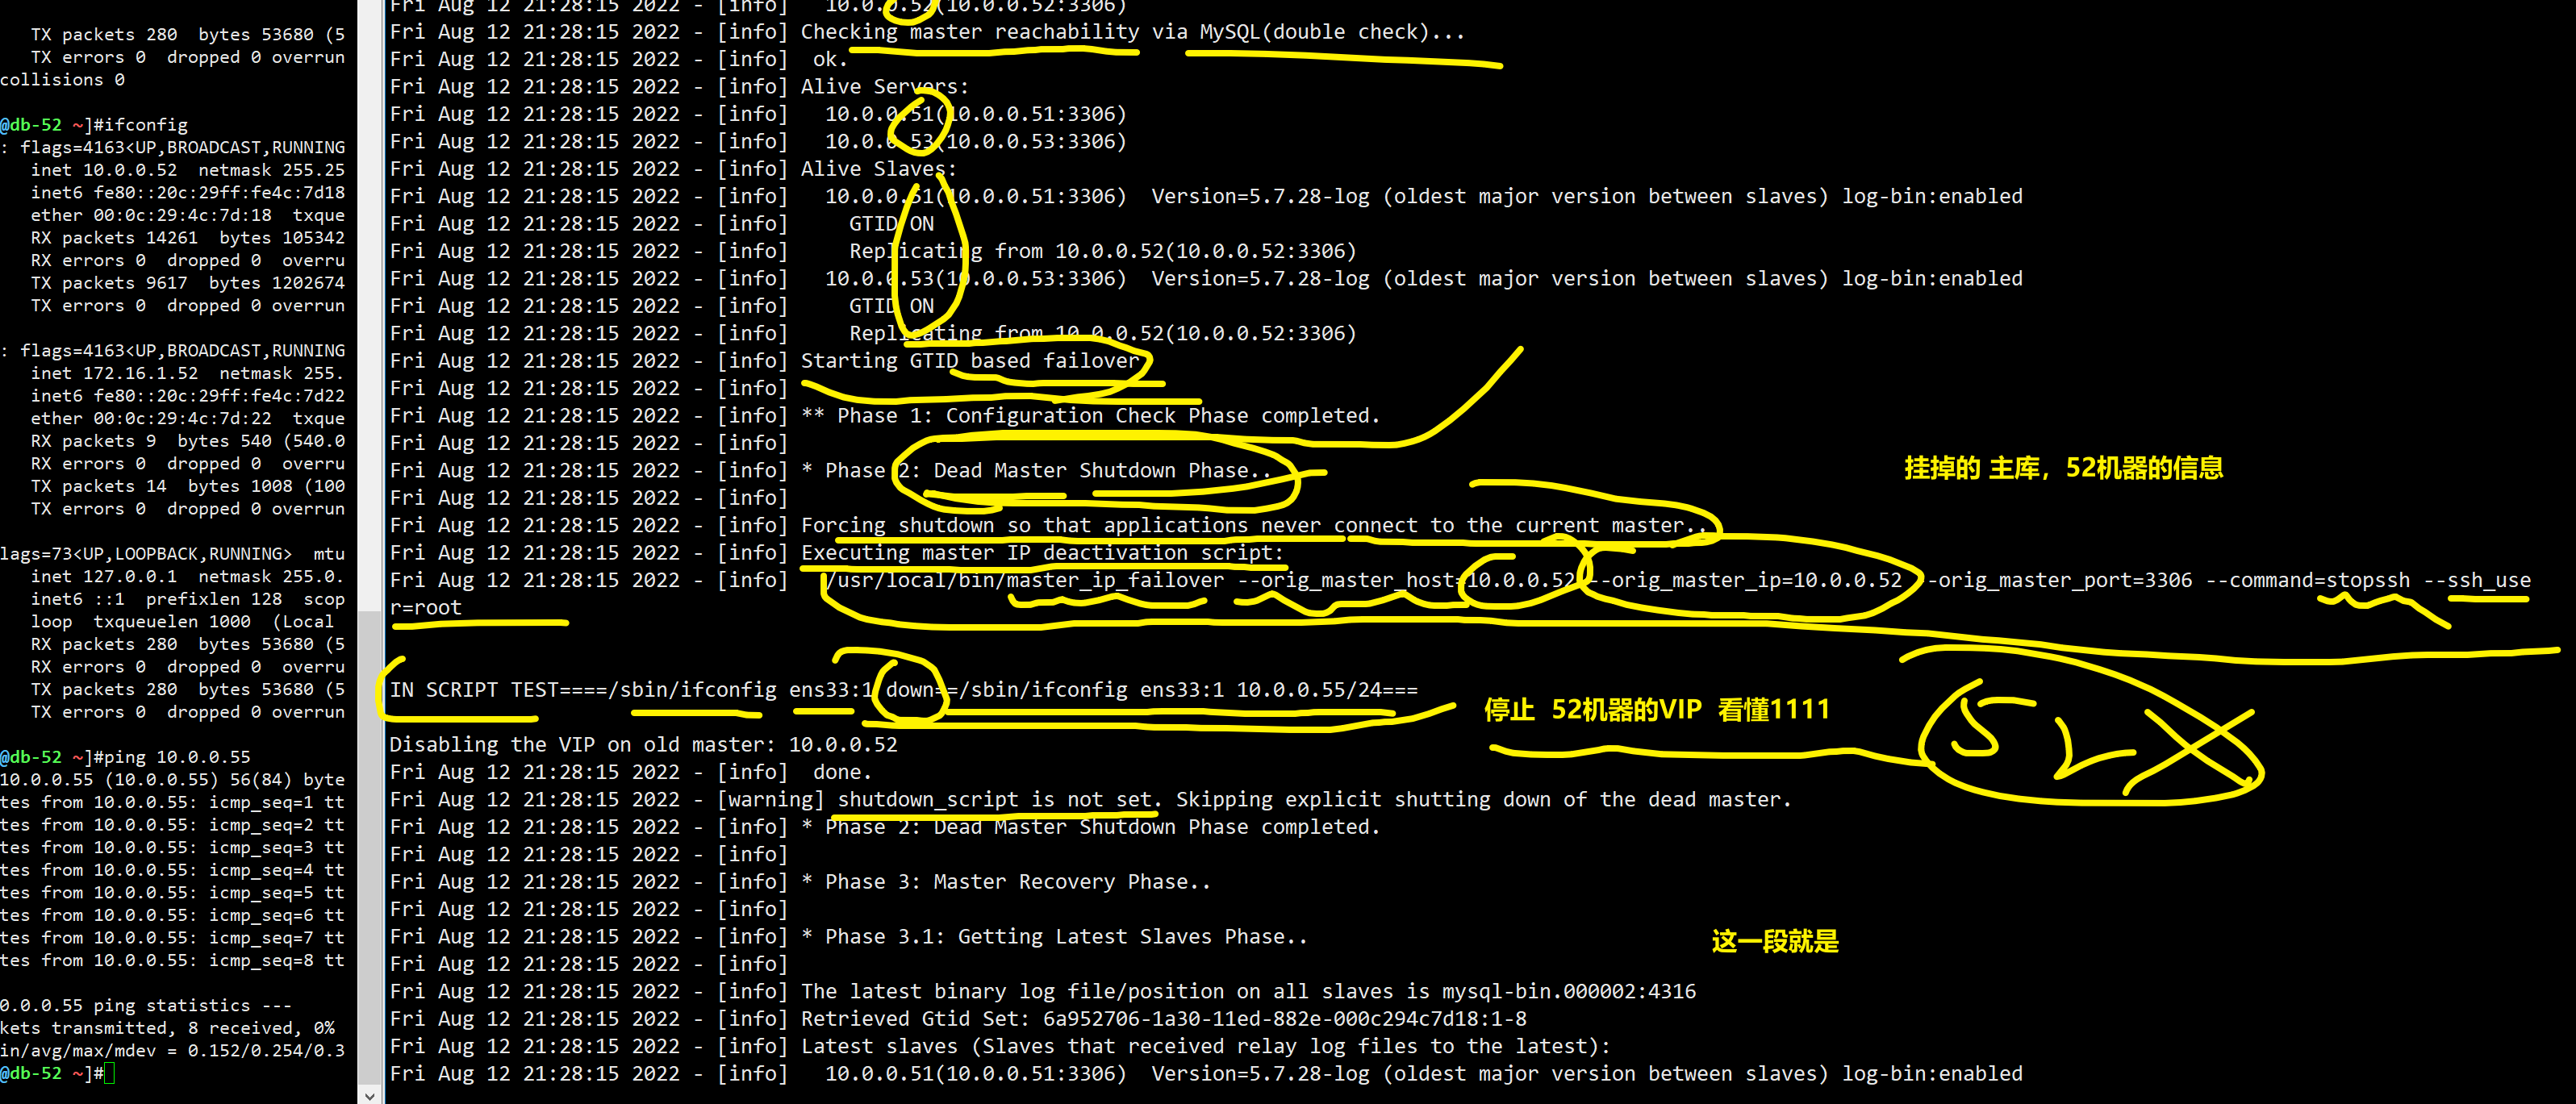 TX packets 280  bytes 53680 (5
TX errors 0  dropped 0 overrun
collisions 0
@db-52 ~]#ifconfig
: flags=4163<UP,BROADCAST,RUNNING
inet 10.0.0.52  netmask 255.25
inet6 fe80::20c:29ff:fe4c:7d18
ether 00:0c:29:4c:7d:18  txque
RX packets 14261  bytes 105342
RX errors 0  dropped 0  overru
TX packets 9617  bytes 1202674
TX errors 0  dropped 0 overrun
: flags=4163<UP,BROADCAST,RUNNING
inet 172.16.1.52  netmask 255.
inet6 fe80::20c:29ff:fe4c:7d22
ether 00:0c:29:4c:7d:22  txque
RX packets 9  bytes 540 (540.0
RX errors 0  dropped 0  overru
TX packets 14  bytes 1008 (100
TX errors 0  dropped 0 overrun
lags=73<UP,LOOPBACK,RUNNING>  mtu
inet 127.0.0.1  netmask 255.0.
inet6 ::1  prefixlen 128  scop
loop  txqueuelen 1000  (Local
RX packets 280  bytes 53680 (5
RX errors 0  dropped 0  overru
TX packets 280  bytes 53680 (5
TX errors 0  dropped 0 overrun
@db-52 ~]#ping 10.0.0.55
10.0.0.55 (10.0.0.55) 56(84) byte
tes from 10.0.0.55: icmp_seq=1 tt
tes from 10.0.0.55: icmp_seq=2 tt
tes from 10.0.0.55: icmp_seq=3 tt
tes from 10.0.0.55: icmp_seq=4 tt
tes from 10.0.0.55: icmp_seq=5 tt
tes from 10.0.0.55: icmp_seq=6 tt
tes from 10.0.0.55: icmp_seq=7 tt
tes from 10.0.0.55: icmp_seq=8 tt
0.0.0.55 ping statistics ---
kets transmitted, 8 received, 0%
in/avg/max/mdev = 0.152/0.254/0.3
@db-52 ~]#
Fri Aug 12 21:28:15 2022 - [info]   10.0.0.52(10.0.0.52:3306)
Fri Aug 12 21:28:15 2022 - [info] Checking master reachability via MySQL(double check)...
Fri Aug 12 21:28:15 2022 - [info]  ok.
Fri Aug 12 21:28:15 2022 - [info] Alive Servers:
Fri Aug 12 21:28:15 2022 - [info]   10.0.0.51(10.0.0.51:3306)
Fri Aug 12 21:28:15 2022 - [info]   10.0.0.53(10.0.0.53:3306)
Fri Aug 12 21:28:15 2022 - [info] Alive Slaves:
Fri Aug 12 21:28:15 2022 - [info]   10.0.0.51(10.0.0.51:3306)  Version=5.7.28-log (oldest major version between slaves) log-bin:enabled
Fri Aug 12 21:28:15 2022 - [info]     GTID ON
Fri Aug 12 21:28:15 2022 - [info]     Replicating from 10.0.0.52(10.0.0.52:3306)
Fri Aug 12 21:28:15 2022 - [info]   10.0.0.53(10.0.0.53:3306)  Version=5.7.28-log (oldest major version between slaves) log-bin:enabled
Fri Aug 12 21:28:15 2022 - [info]     GTID ON
Fri Aug 12 21:28:15 2022 - [info]     Replicating from 10.0.0.52(10.0.0.52:3306)
Fri Aug 12 21:28:15 2022 - [info] Starting GTID based failover
Fri Aug 12 21:28:15 2022 - [info]
Fri Aug 12 21:28:15 2022 - [info] ** Phase 1: Configuration Check Phase completed.
Fri Aug 12 21:28:15 2022 - [info]
Fri Aug 12 21:28:15 2022 - [info] * Phase 2: Dead Master Shutdown Phase..
挂掉的 主库，52机器的信息
Fri Aug 12 21:28:15 2022 - [info]
Fri Aug 12 21:28:15 2022 - [info] Forcing shutdown so that applications never connect to the current master..
Fri Aug 12 21:28:15 2022 - [info] Executing master IP deactivation script:
Fri Aug 12 21:28:15 2022 - [info]   /usr/local/bin/master_ip_failover --orig_master_host=10.0.0.52 --orig_master_ip=10.0.0.52 --orig_master_port=3306 --command=stopssh --ssh_use
r=root
IN SCRIPT TEST====/sbin/ifconfig ens33:1 down==/sbin/ifconfig ens33:1 10.0.0.55/24===
停止 52机器的VIP 看懂1111
52
Disabling the VIP on old master: 10.0.0.52
Fri Aug 12 21:28:15 2022 - [info]  done.
Fri Aug 12 21:28:15 2022 - [warning] shutdown_script is not set. Skipping explicit shutting down of the dead master.
Fri Aug 12 21:28:15 2022 - [info] * Phase 2: Dead Master Shutdown Phase completed.
Fri Aug 12 21:28:15 2022 - [info]
Fri Aug 12 21:28:15 2022 - [info] * Phase 3: Master Recovery Phase..
Fri Aug 12 21:28:15 2022 - [info]
Fri Aug 12 21:28:15 2022 - [info] * Phase 3.1: Getting Latest Slaves Phase..
这一段就是
Fri Aug 12 21:28:15 2022 - [info]
Fri Aug 12 21:28:15 2022 - [info] The latest binary log file/position on all slaves is mysql-bin.000002:4316
Fri Aug 12 21:28:15 2022 - [info] Retrieved Gtid Set: 6a952706-1a30-11ed-882e-000c294c7d18:1-8
Fri Aug 12 21:28:15 2022 - [info] Latest slaves (Slaves that received relay log files to the latest):
Fri Aug 12 21:28:15 2022 - [info]   10.0.0.51(10.0.0.51:3306)  Version=5.7.28-log (oldest major version between slaves) log-bin:enabled